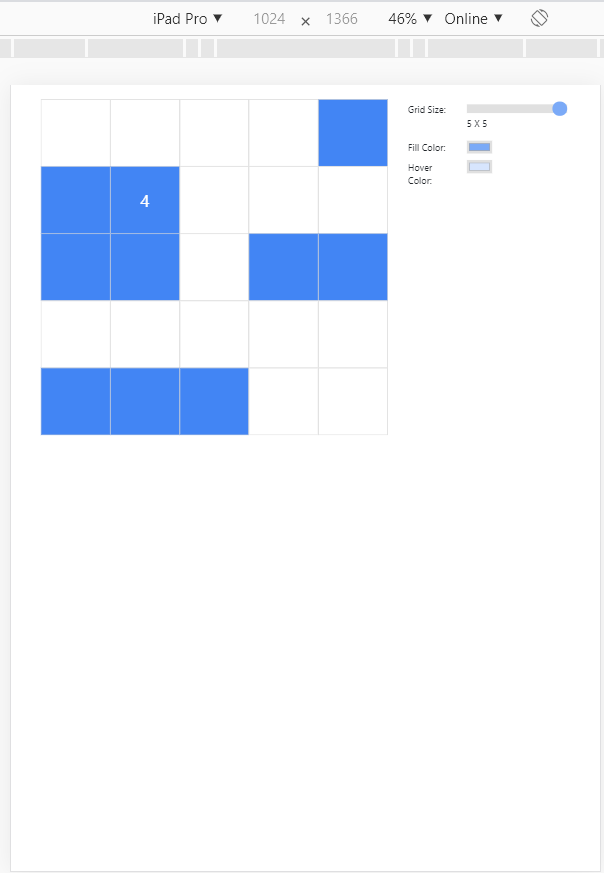 iPad Pro ▼ 1024 × 1366 46% ▼ Online ▼
Grid Size:
5 X 5
Fill Color:
Hover
Color:
4